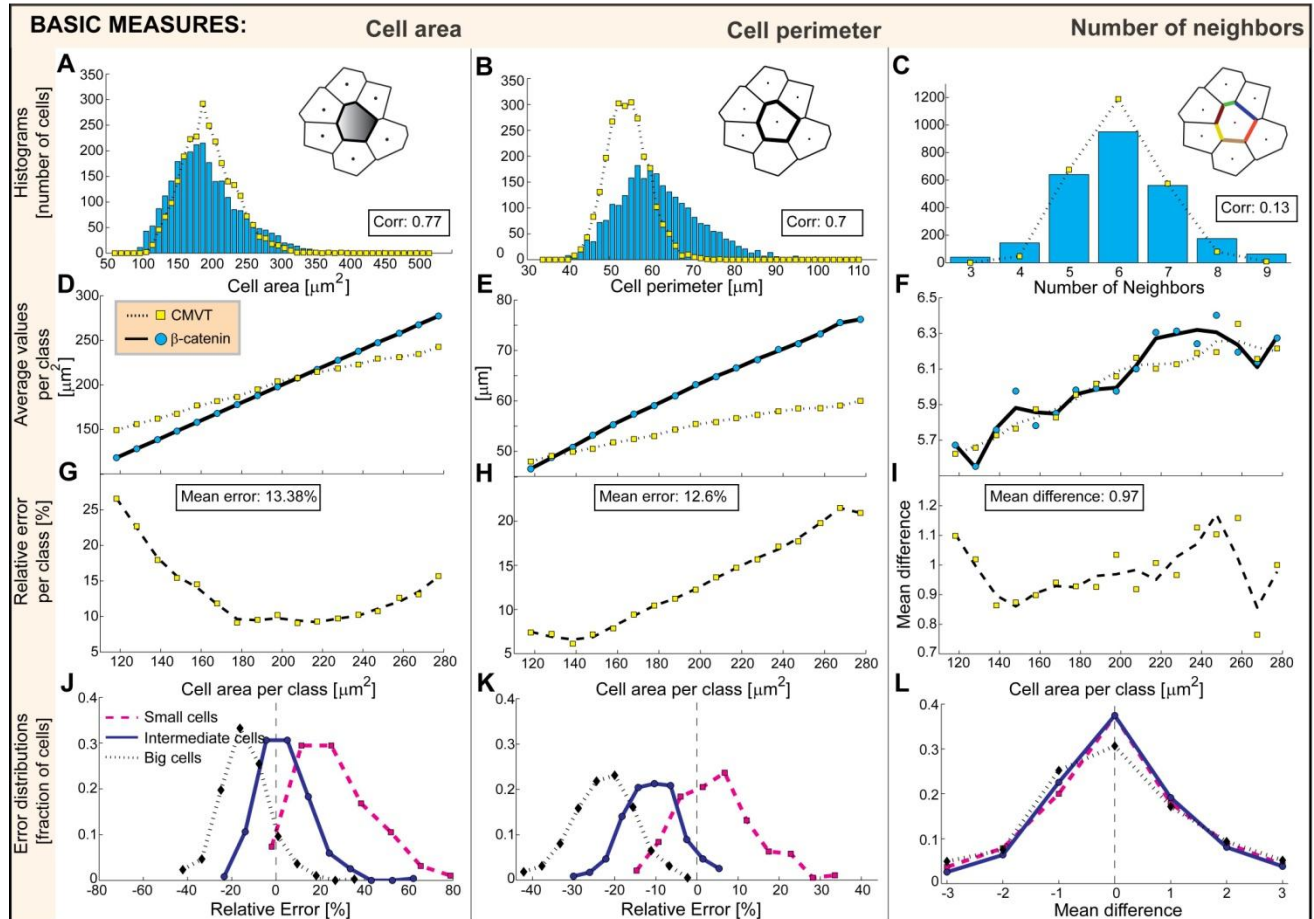 BASIC MEASURES:
Cell area
Cell perimeter
Number of neighbors
Histograms
[number of cells]
A
350
300
250
200
150
100
50
0
50 100 150 200 250 300 350 400 450 500
Corr: 0.77
Cell area [μm²]
B
350
300
250
200
150
100
50
0
30 40 50 60 70 80 90 100 110
Corr: 0.7
Cell perimeter [μm]
C
1200
1000
800
600
400
200
0
3 4 5 6 7 8 9
Corr: 0.13
Number of Neighbors
Average values
per class
D
[μm²]
300
250
200
150
CMVT
β-catenin
E
[μm]
80
70
60
50
F
6.5
6.3
6.1
5.9
5.7
Relative error
per class [%]
G
Mean error: 13.38%
25
20
15
10
5
120 140 160 180 200 220 240 260 280
Cell area per class [μm²]
H
Mean error: 12.6%
20
15
10
5
120 140 160 180 200 220 240 260 280
Cell area per class [μm²]
I
Mean difference: 0.97
Mean difference
1.2
1.1
1
0.9
0.8
0.7
120 140 160 180 200 220 240 260 280
Cell area per class [μm²]
Error distributions
[fraction of cells]
J
0.4
0.3
0.2
0.1
0
Small cells
Intermediate cells
Big cells
-80 -60 -40 -20 0 20 40 60 80
Relative Error [%]
K
0.4
0.3
0.2
0.1
0
-40 -30 -20 -10 0 10 20 30 40
Relative Error [%]
L
0.4
0.3
0.2
0.1
0
-3 -2 -1 0 1 2 3
Mean difference